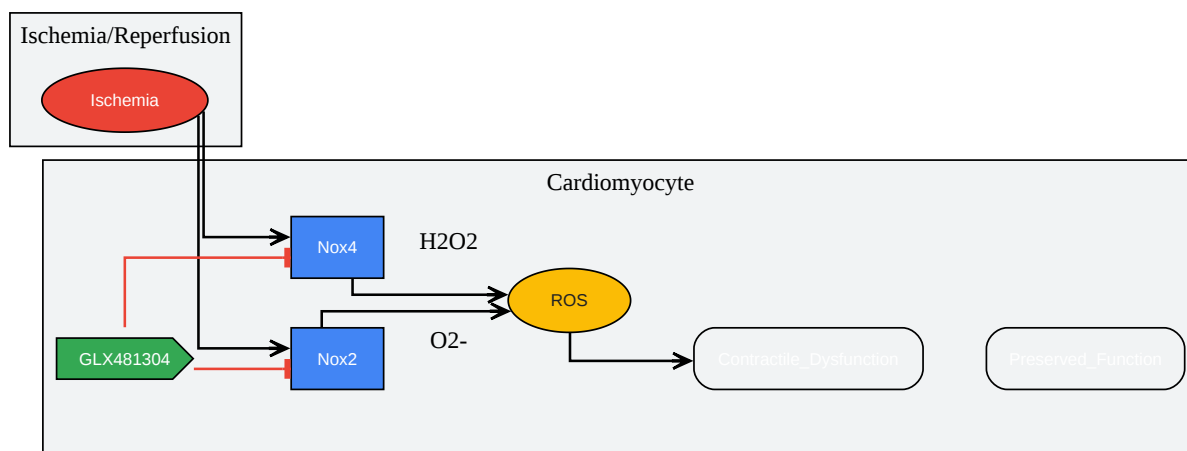 Ischemia/Reperfusion
Ischemia
Cardiomyocyte
Nox4
H2O2
ROS
O2-
GLX481304
Nox2
Contractile_Dysfunction
Preserved_Function